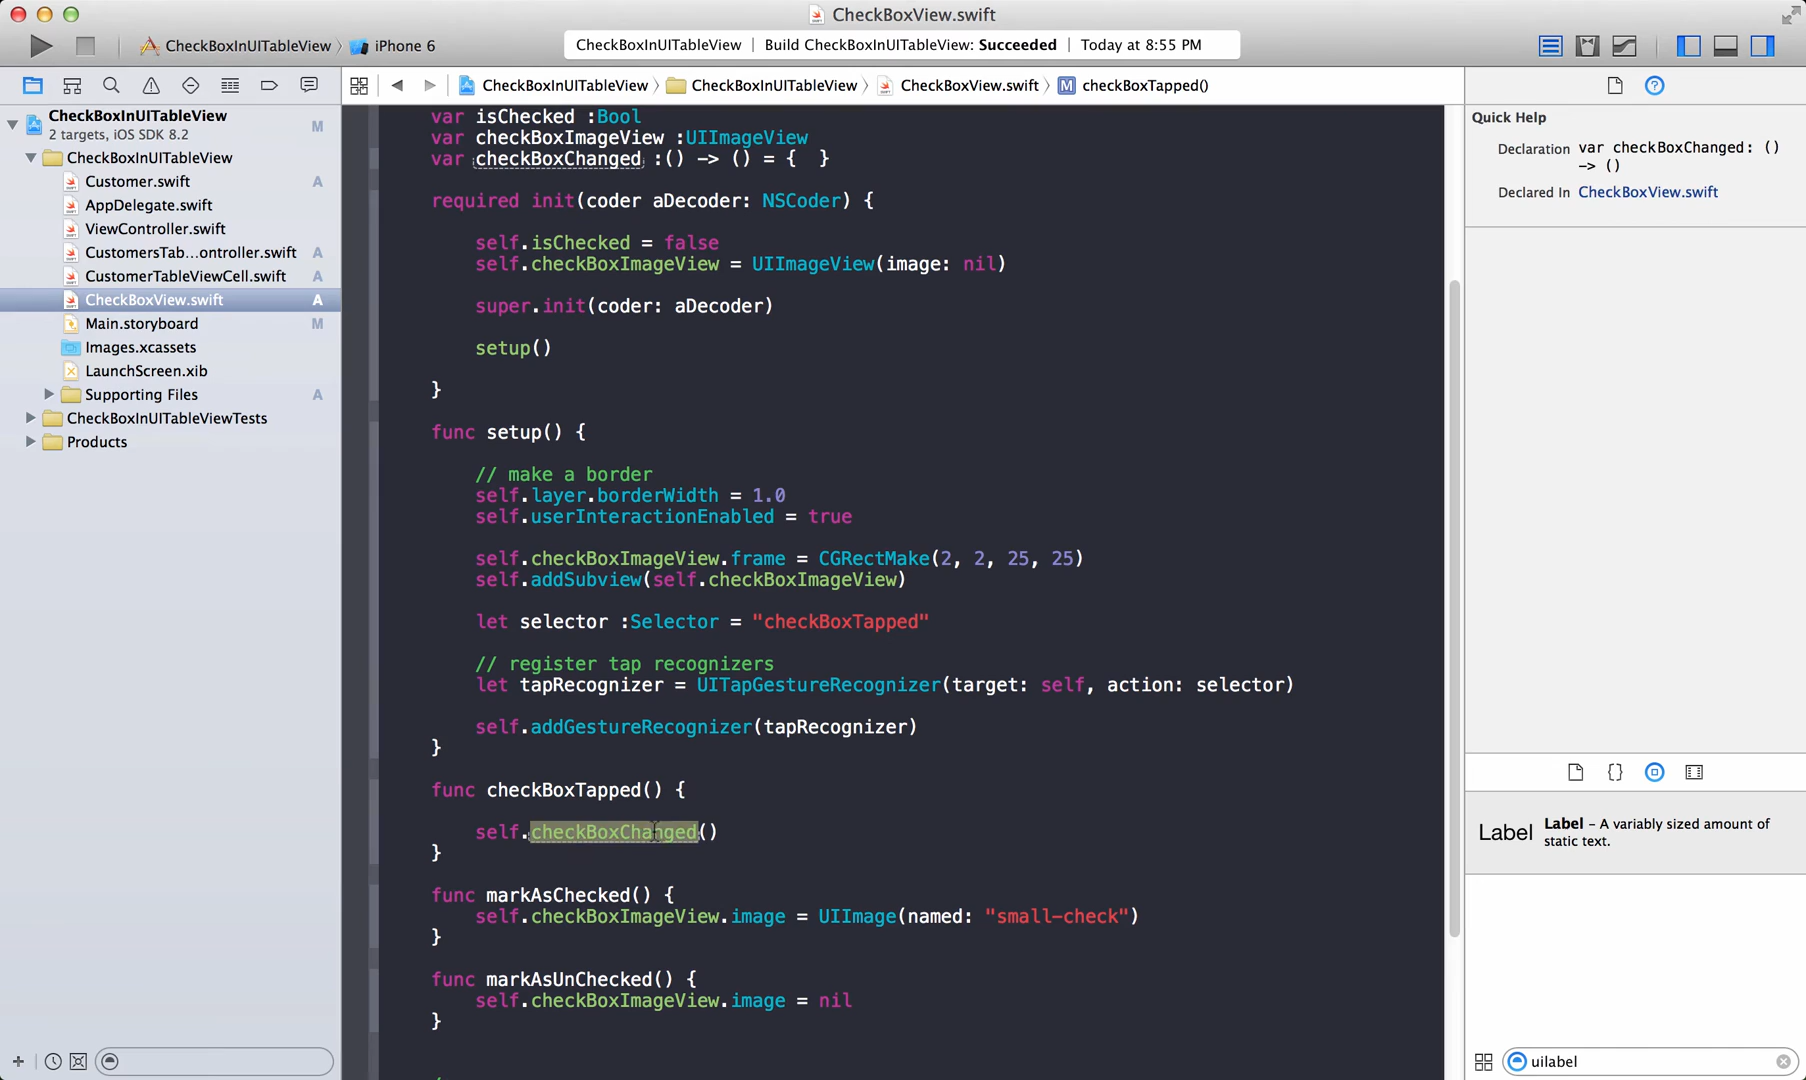 CheckBoxView.swift
CheckBoxInUITableView iPhone 6
CheckBoxInUITableView Build CheckBoxInUITableView: Succeeded Today at 8:55 PM
CheckBoxInUITableView CheckBoxInUITableView CheckBoxView.swift M checkBoxTapped()
CheckBoxInUITableView M
2 targets, iOS SDK 8.2
CheckBoxInUITableView
Customer.swift A
AppDelegate.swift
ViewController.swift
CustomersTab...ontroller.swift A
CustomerTableViewCell.swift A
CheckBoxView.swift A
Main.storyboard M
Images.xcassets
LaunchScreen.xib
Supporting Files A
CheckBoxInUITableViewTests
Products
var isChecked :Bool
var checkBoxImageView :UIImageView
var checkBoxChanged :() -> () = {  }
required init(coder aDecoder: NSCoder) {
self.isChecked = false
self.checkBoxImageView = UIImageView(image: nil)
super.init(coder: aDecoder)
setup()
}
func setup() {
// make a border
self.layer.borderWidth = 1.0
self.userInteractionEnabled = true
self.checkBoxImageView.frame = CGRectMake(2, 2, 25, 25)
self.addSubview(self.checkBoxImageView)
let selector :Selector = "checkBoxTapped"
// register tap recognizers
let tapRecognizer = UITapGestureRecognizer(target: self, action: selector)
self.addGestureRecognizer(tapRecognizer)
}
func checkBoxTapped() {
self.checkBoxChanged()
}
func markAsChecked() {
self.checkBoxImageView.image = UIImage(named: "small-check")
}
func markAsUnChecked() {
self.checkBoxImageView.image = nil
}
Quick Help
Declaration var checkBoxChanged: ()
-> ()
Declared In CheckBoxView.swift
{}
Label Label - A variably sized amount of
static text.
uilabel